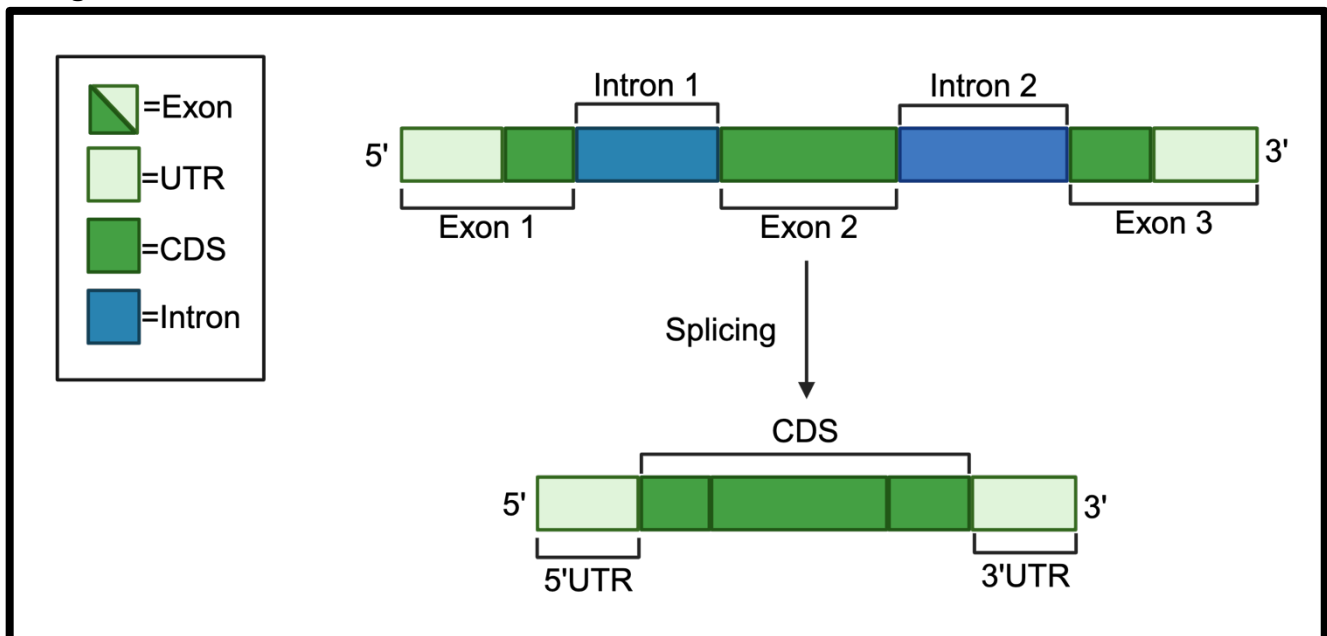 =Exon
=UTR
=CDS
=Intron
Intron 1
Intron 2
5'
3'
Exon 1
Exon 2
Exon 3
Splicing
CDS
5'
3'
5'UTR
3'UTR